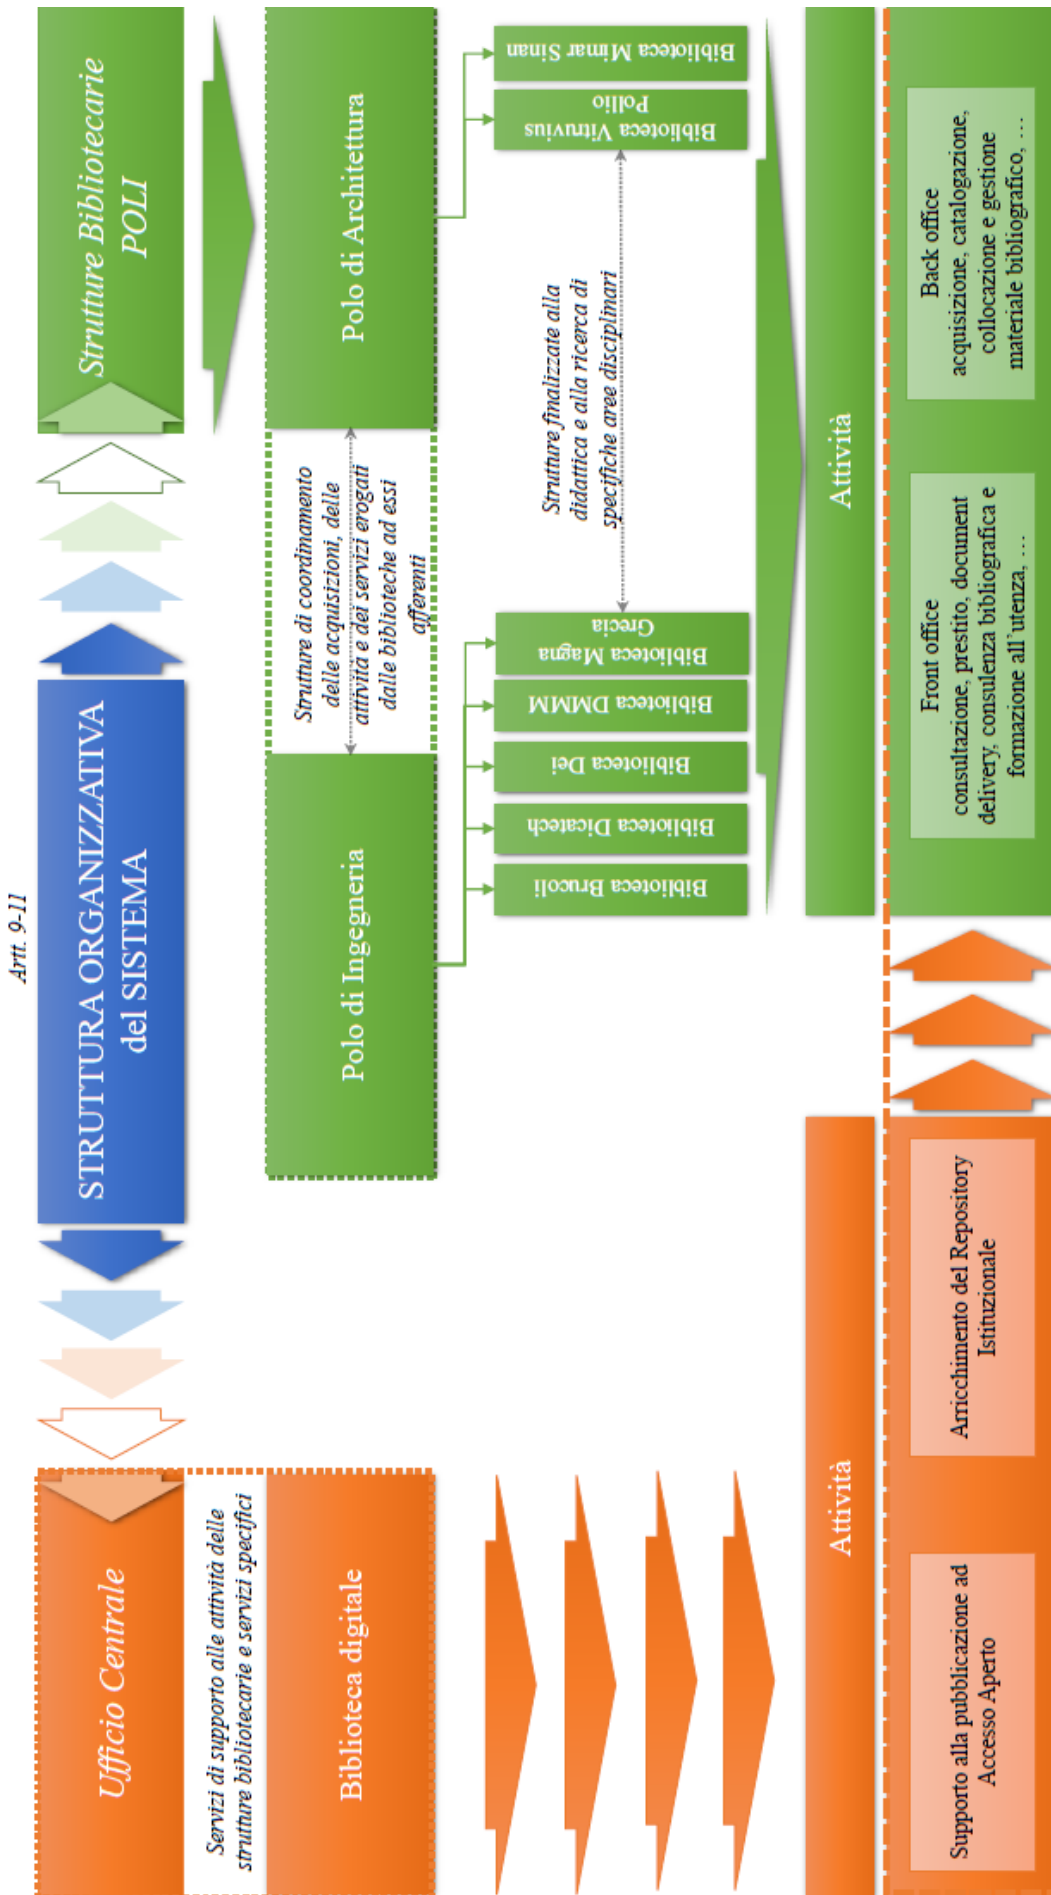 Artt. 9-11
Ufficio Centrale
STRUTTURA ORGANIZZATIVA
del SISTEMA
Strutture Bibliotecarie
POLI
Servizi di supporto alle attività delle
strutture bibliotecarie e servizi specifici
Biblioteca digitale
Polo di Ingegneria
Strutture di coordinamento
delle acquisizioni, delle
attività e dei servizi erogati
dalle biblioteche ad essi
afferenti
Polo di Architettura
Biblioteca Brucoli
Biblioteca Dicatech
Biblioteca Dei
Biblioteca DMMM
Biblioteca Magna
Grecia
Strutture finalizzate alla
didattica e alla ricerca di
specifiche aree disciplinari
Biblioteca Vitruvius
Pollio
Biblioteca Mimar Sinan
Attività
Attività
Supporto alla pubblicazione ad
Accesso Aperto
Arricchimento del Repository
Istituzionale
Front office
consultazione, prestito, document
delivery, consulenza bibliografica e
formazione all'utenza, …
Back office
acquisizione, catalogazione,
collocazione e gestione
materiale bibliografico, …